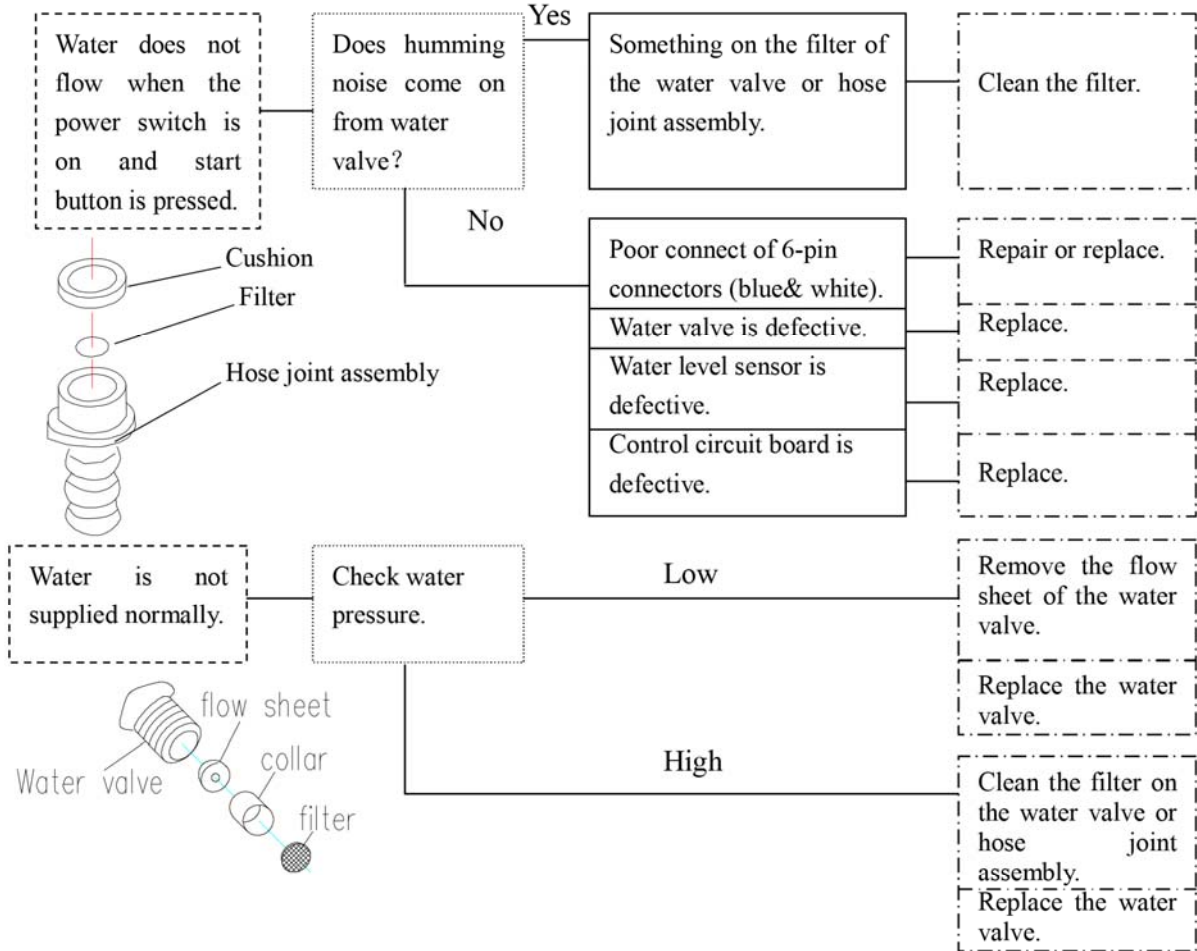 Water does not
flow when the
power switch is
on and start
button is pressed.
Does humming
noise come on
from water
valve?
Yes
Something on the filter of
the water valve or hose
joint assembly.
Clean the filter.
No
Poor connect of 6-pin
connectors (blue& white).
Repair or replace.
Water valve is defective.
Replace.
Water level sensor is
defective.
Replace.
Control circuit board is
defective.
Replace.
Cushion
Filter
Hose joint assembly
Water is not
supplied normally.
Check water
pressure.
Low
Remove the flow
sheet of the water
valve.
Replace the water
valve.
High
Clean the filter on
the water valve or
hose joint
assembly.
Replace the water
valve.
flow sheet
Water valve
collar
filter